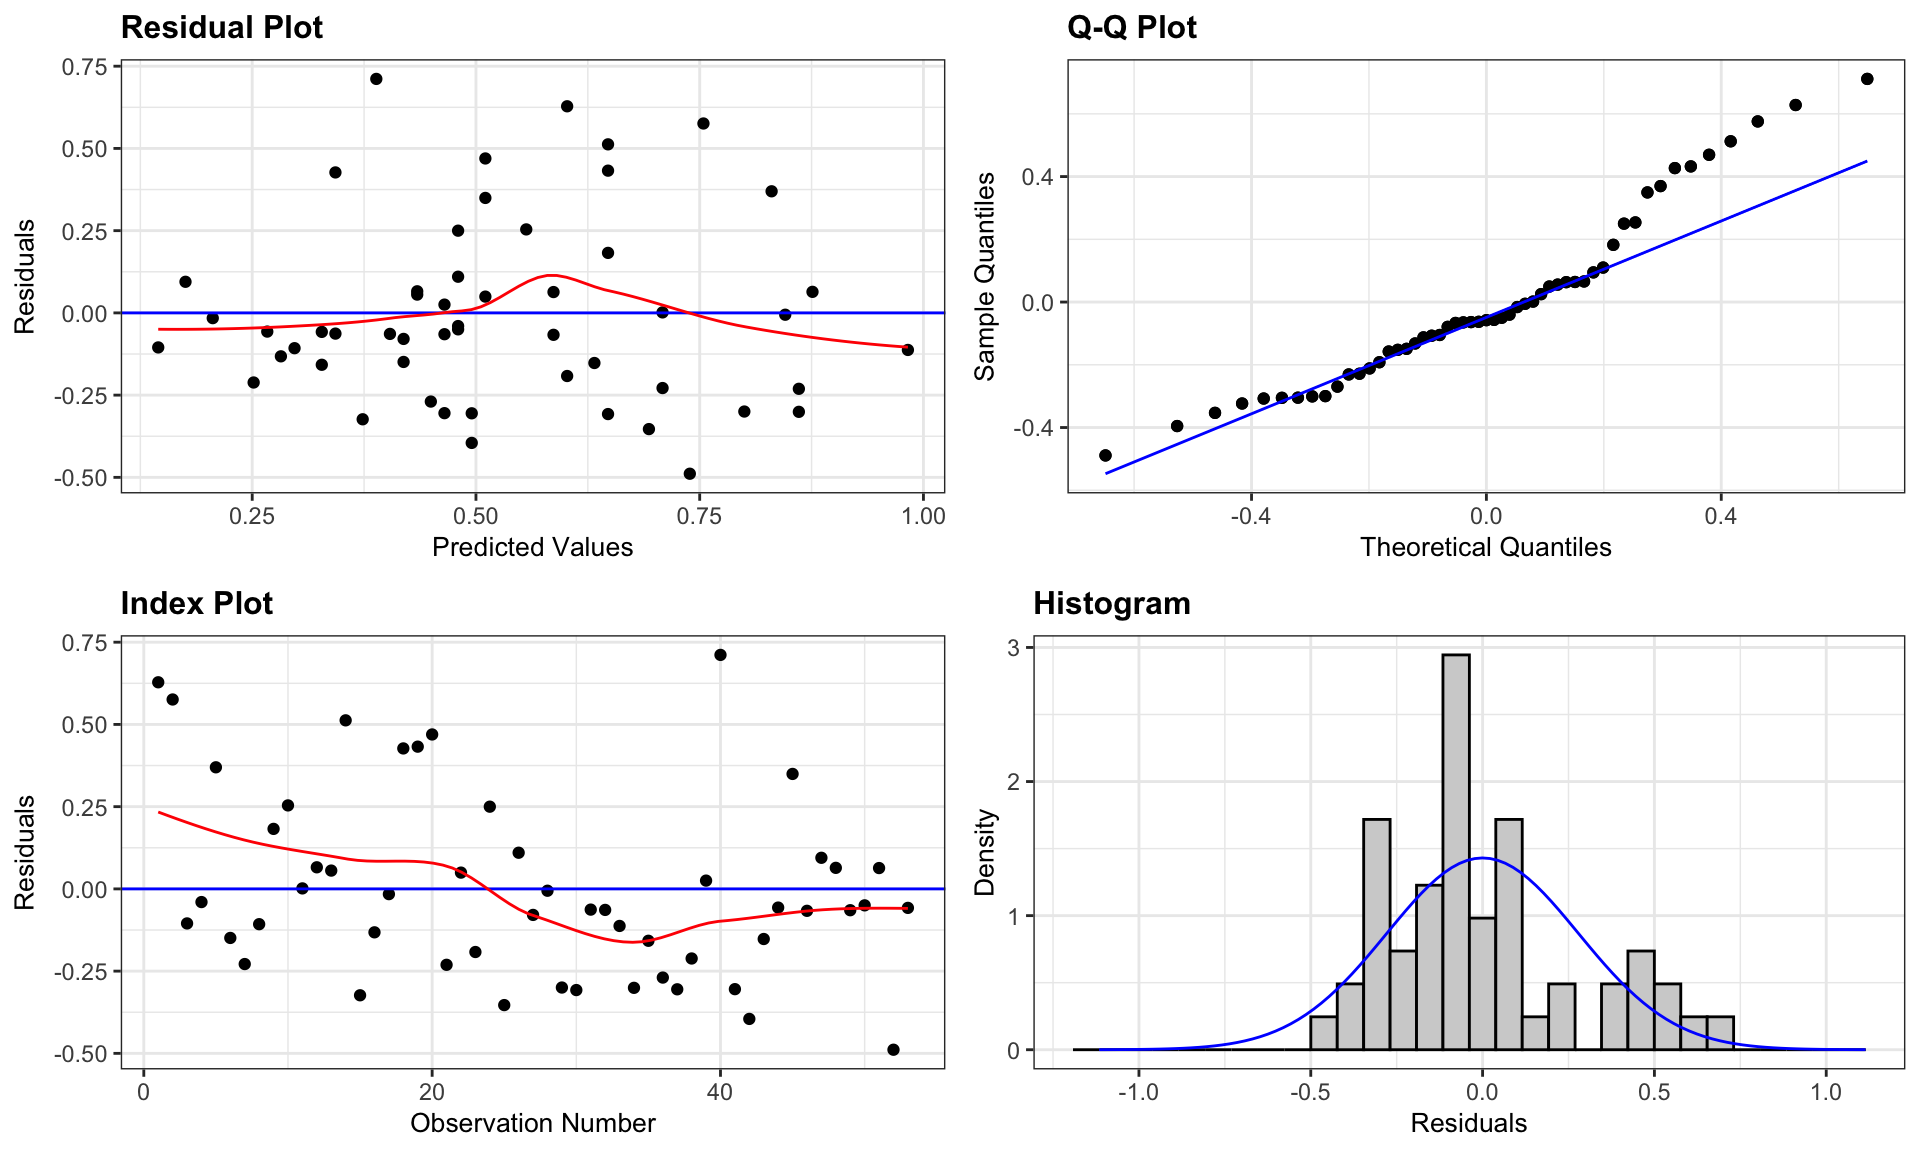 Residual Plot
0.75
0.50
0.25
0.00
-0.25
-0.50
Residuals
0.25 0.50 0.75 1.00
Predicted Values
Q-Q Plot
0.4
0.0
-0.4
Sample Quantiles
-0.4 0.0 0.4
Theoretical Quantiles
Index Plot
0.75
0.50
0.25
0.00
-0.25
-0.50
Residuals
0 20 40
Observation Number
Histogram
3
2
1
0
Density
-1.0 -0.5 0.0 0.5 1.0
Residuals